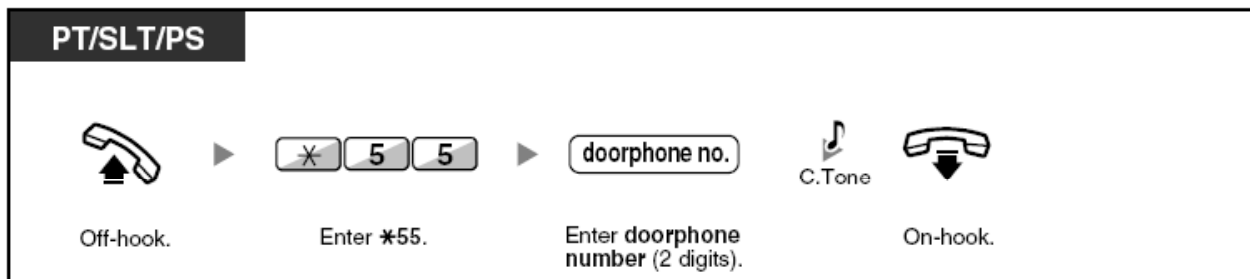 PT/SLT/PS
✳ 5 5
doorphone no.
C.Tone
Off-hook.
Enter ✳55.
Enter doorphone
number (2 digits).
On-hook.